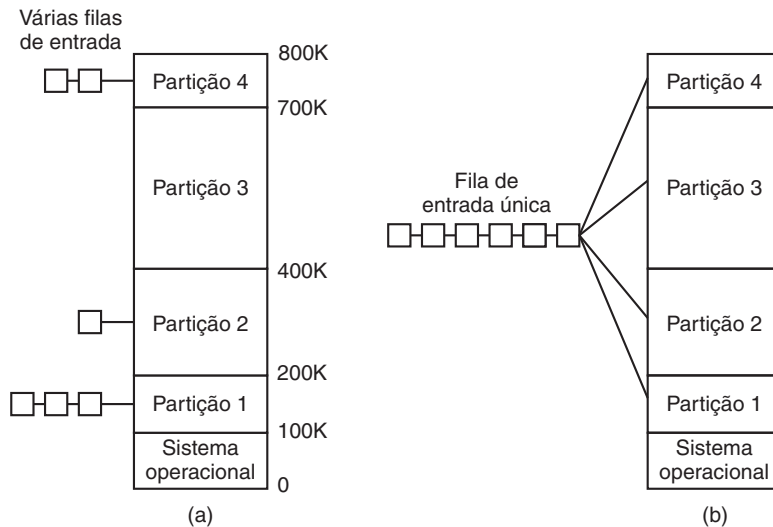 Várias filas
de entrada
800K
Partição 4
700K
Partição 3
400K
Partição 2
200K
Partição 1
100K
Sistema
operacional
0
(a)
Fila de
entrada única
Partição 4
Partição 3
Partição 2
Partição 1
Sistema
operacional
(b)